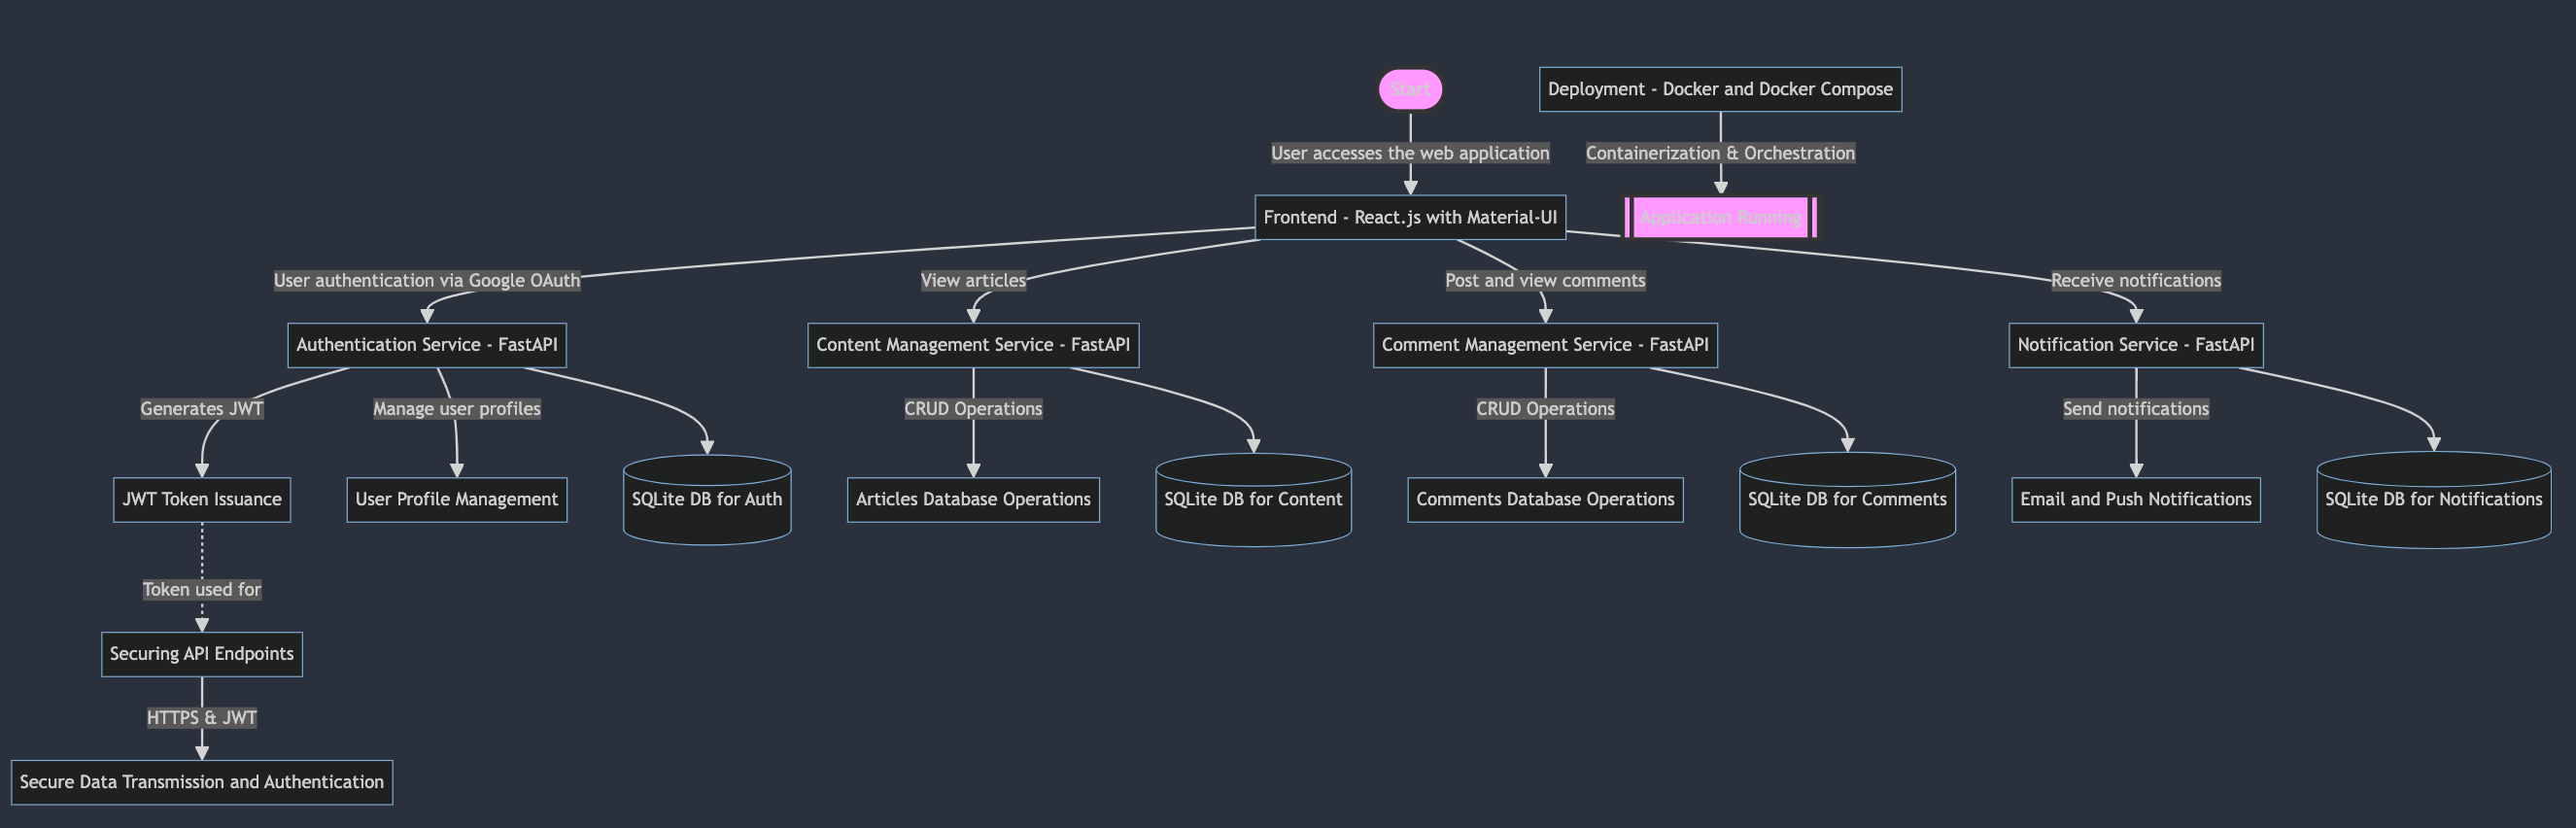 Start
Deployment - Docker and Docker Compose
User accesses the web application
Containerization & Orchestration
Frontend - React.js with Material-UI
Application Running
User authentication via Google OAuth
View articles
Post and view comments
Receive notifications
Authentication Service - FastAPI
Content Management Service - FastAPI
Comment Management Service - FastAPI
Notification Service - FastAPI
Generates JWT
Manage user profiles
CRUD Operations
CRUD Operations
Send notifications
JWT Token Issuance
User Profile Management
SQLite DB for Auth
Articles Database Operations
SQLite DB for Content
Comments Database Operations
SQLite DB for Comments
Email and Push Notifications
SQLite DB for Notifications
Token used for
Securing API Endpoints
HTTPS & JWT
Secure Data Transmission and Authentication